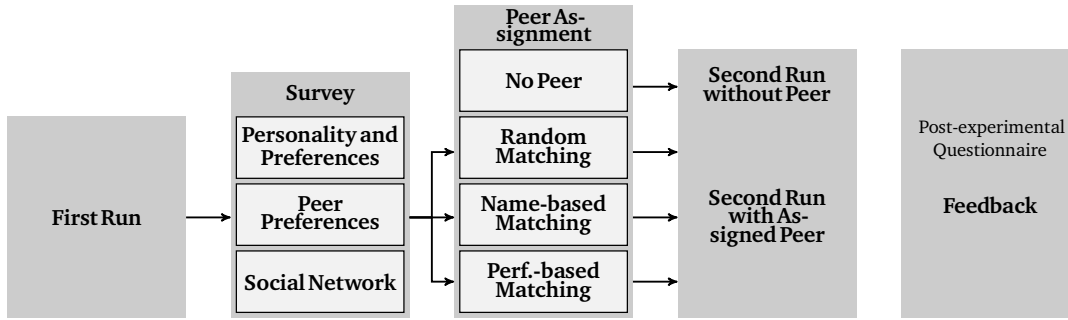 First Run
Survey
Personality and
Preferences
Peer
Preferences
Social Network
Peer As-
signment
No Peer
Random
Matching
Name-based
Matching
Perf.-based
Matching
Second Run
without Peer
Second Run
with As-
signed Peer
Post-experimental
Questionnaire
Feedback